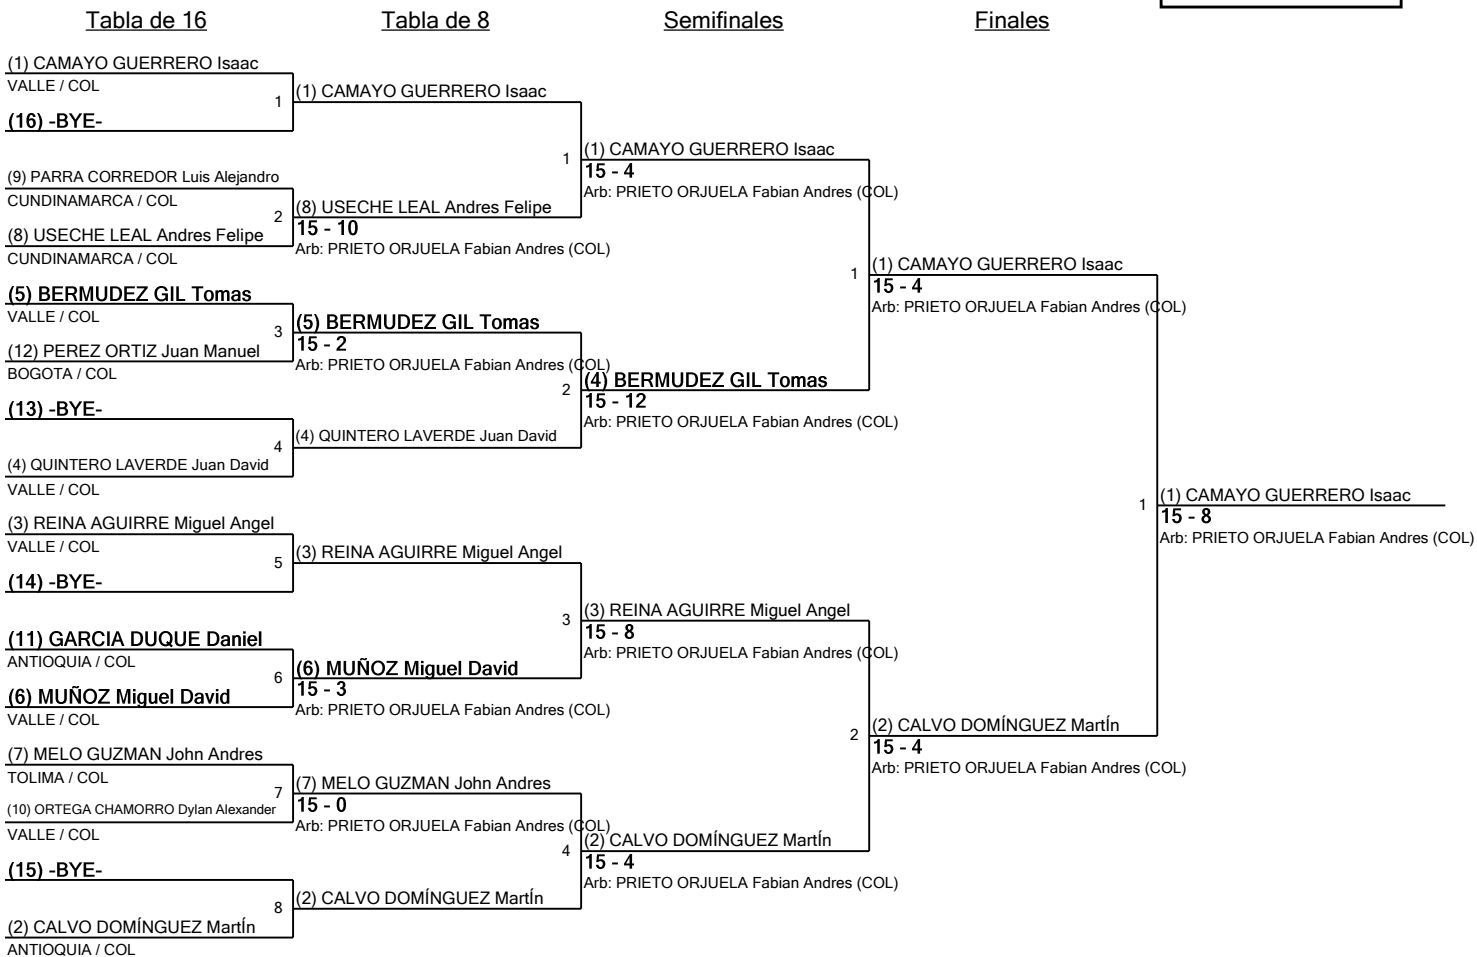 Tabla de 16
Tabla de 8
Semifinales
Finales
(1) CAMAYO GUERRERO Isaac
VALLE / COL
1
(16) -BYE-
(9) PARRA CORREDOR Luis Alejandro
CUNDINAMARCA / COL
2
(8) USECHE LEAL Andres Felipe
CUNDINAMARCA / COL
(5) BERMUDEZ GIL Tomas
VALLE / COL
3
(12) PEREZ ORTIZ Juan Manuel
BOGOTA / COL
(13) -BYE-
4
(4) QUINTERO LAVERDE Juan David
VALLE / COL
(3) REINA AGUIRRE Miguel Angel
VALLE / COL
5
(14) -BYE-
(11) GARCIA DUQUE Daniel
ANTIOQUIA / COL
6
(6) MUÑOZ Miguel David
VALLE / COL
(7) MELO GUZMAN John Andres
TOLIMA / COL
7
(10) ORTEGA CHAMORRO Dylan Alexander
VALLE / COL
(15) -BYE-
8
(2) CALVO DOMÍNGUEZ MartÍn
ANTIOQUIA / COL
(1) CAMAYO GUERRERO Isaac
1
(8) USECHE LEAL Andres Felipe
15 - 10
Arb: PRIETO ORJUELA Fabian Andres (COL)
(5) BERMUDEZ GIL Tomas
15 - 2
Arb: PRIETO ORJUELA Fabian Andres (COL)
2
(4) QUINTERO LAVERDE Juan David
(3) REINA AGUIRRE Miguel Angel
3
(6) MUÑOZ Miguel David
15 - 3
Arb: PRIETO ORJUELA Fabian Andres (COL)
(7) MELO GUZMAN John Andres
15 - 0
Arb: PRIETO ORJUELA Fabian Andres (COL)
4
(2) CALVO DOMÍNGUEZ MartÍn
(1) CAMAYO GUERRERO Isaac
15 - 4
Arb: PRIETO ORJUELA Fabian Andres (COL)
1
(4) BERMUDEZ GIL Tomas
15 - 12
Arb: PRIETO ORJUELA Fabian Andres (COL)
(3) REINA AGUIRRE Miguel Angel
15 - 8
Arb: PRIETO ORJUELA Fabian Andres (COL)
2
(2) CALVO DOMÍNGUEZ MartÍn
15 - 4
Arb: PRIETO ORJUELA Fabian Andres (COL)
(1) CAMAYO GUERRERO Isaac
15 - 4
Arb: PRIETO ORJUELA Fabian Andres (COL)
1
(2) CALVO DOMÍNGUEZ MartÍn
15 - 4
Arb: PRIETO ORJUELA Fabian Andres (COL)
(1) CAMAYO GUERRERO Isaac
15 - 8
Arb: PRIETO ORJUELA Fabian Andres (COL)